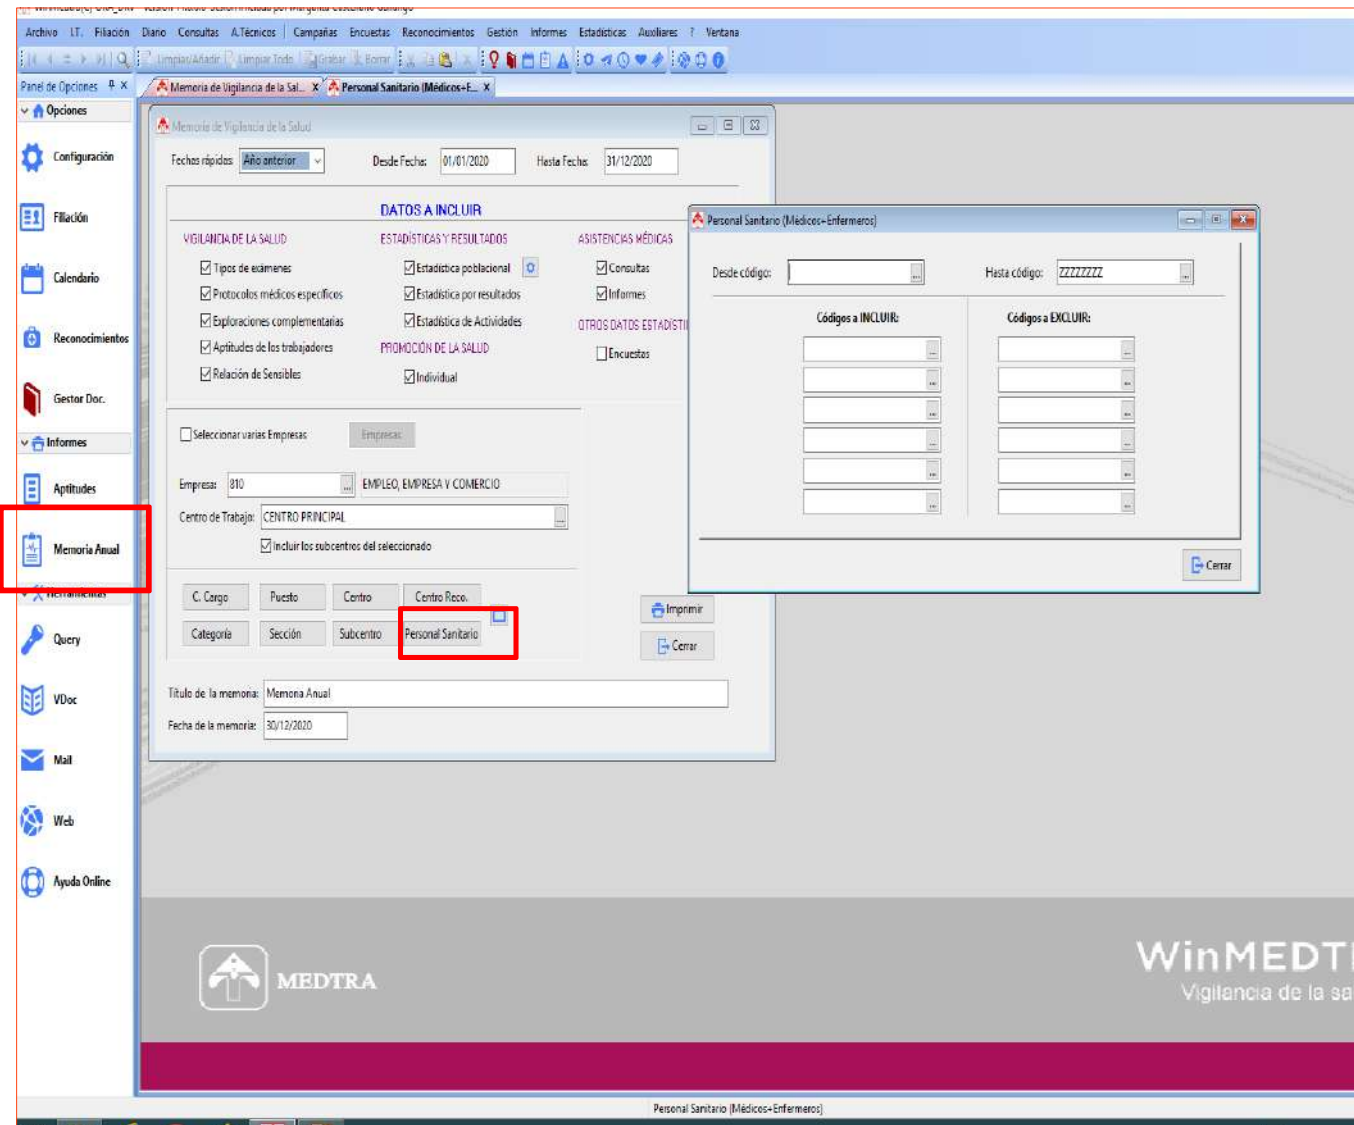 Archivo I.T. Filiación Diario Consultas A.Técnicos Campañas Encuestas Reconocimientos Gestión Informes Estadísticas Auxiliares ? Ventana
Limpiar/Añadir Limpiar Todo Grabar Borrar
Panel de Opciones
Memoria de Vigilancia de la Sal... X
Personal Sanitario (Médicos+E... X
Opciones
Configuración
Filiación
Calendario
Reconocimientos
Gestor Doc.
Informes
Aptitudes
Memoria Anual
Herramientas
Query
VDoc
Mail
Web
Ayuda Online
Memoria de Vigilancia de la Salud
Fechas rápidas: Año anterior Desde Fecha: 01/01/2020 Hasta Fecha: 31/12/2020
DATOS A INCLUIR
VIGILANCIA DE LA SALUD ESTADÍSTICAS Y RESULTADOS ASISTENCIAS MÉDICAS
Tipos de exámenes Estadística poblacional Consultas
Protocolos médicos específicos Estadística por resultados Informes
Exploraciones complementarias Estadística de Actividades OTROS DATOS ESTADÍSTI
Aptitudes de los trabajadores PROMOCIÓN DE LA SALUD Encuestas
Relación de Sensibles Individual
Seleccionar varias Empresas Empresas
Empresa: 810 ... EMPLEO, EMPRESA Y COMERCIO
Centro de Trabajo: CENTRO PRINCIPAL ...
Incluir los subcentros del seleccionado
C. Cargo Puesto Centro Centro Reco.
Imprimir
Categoría Sección Subcentro Personal Sanitario
Cerrar
Título de la memoria: Memoria Anual
Fecha de la memoria: 30/12/2020
Personal Sanitario (Médicos+Enfermeros)
Desde código: ... Hasta código: ZZZZZZZZ ...
Códigos a INCLUIR: Códigos a EXCLUIR:
... ...
... ...
... ...
... ...
... ...
... ...
Cerrar
MEDTRA
WinMEDT
Vigilancia de la sa
Personal Sanitario (Médicos+Enfermeros)